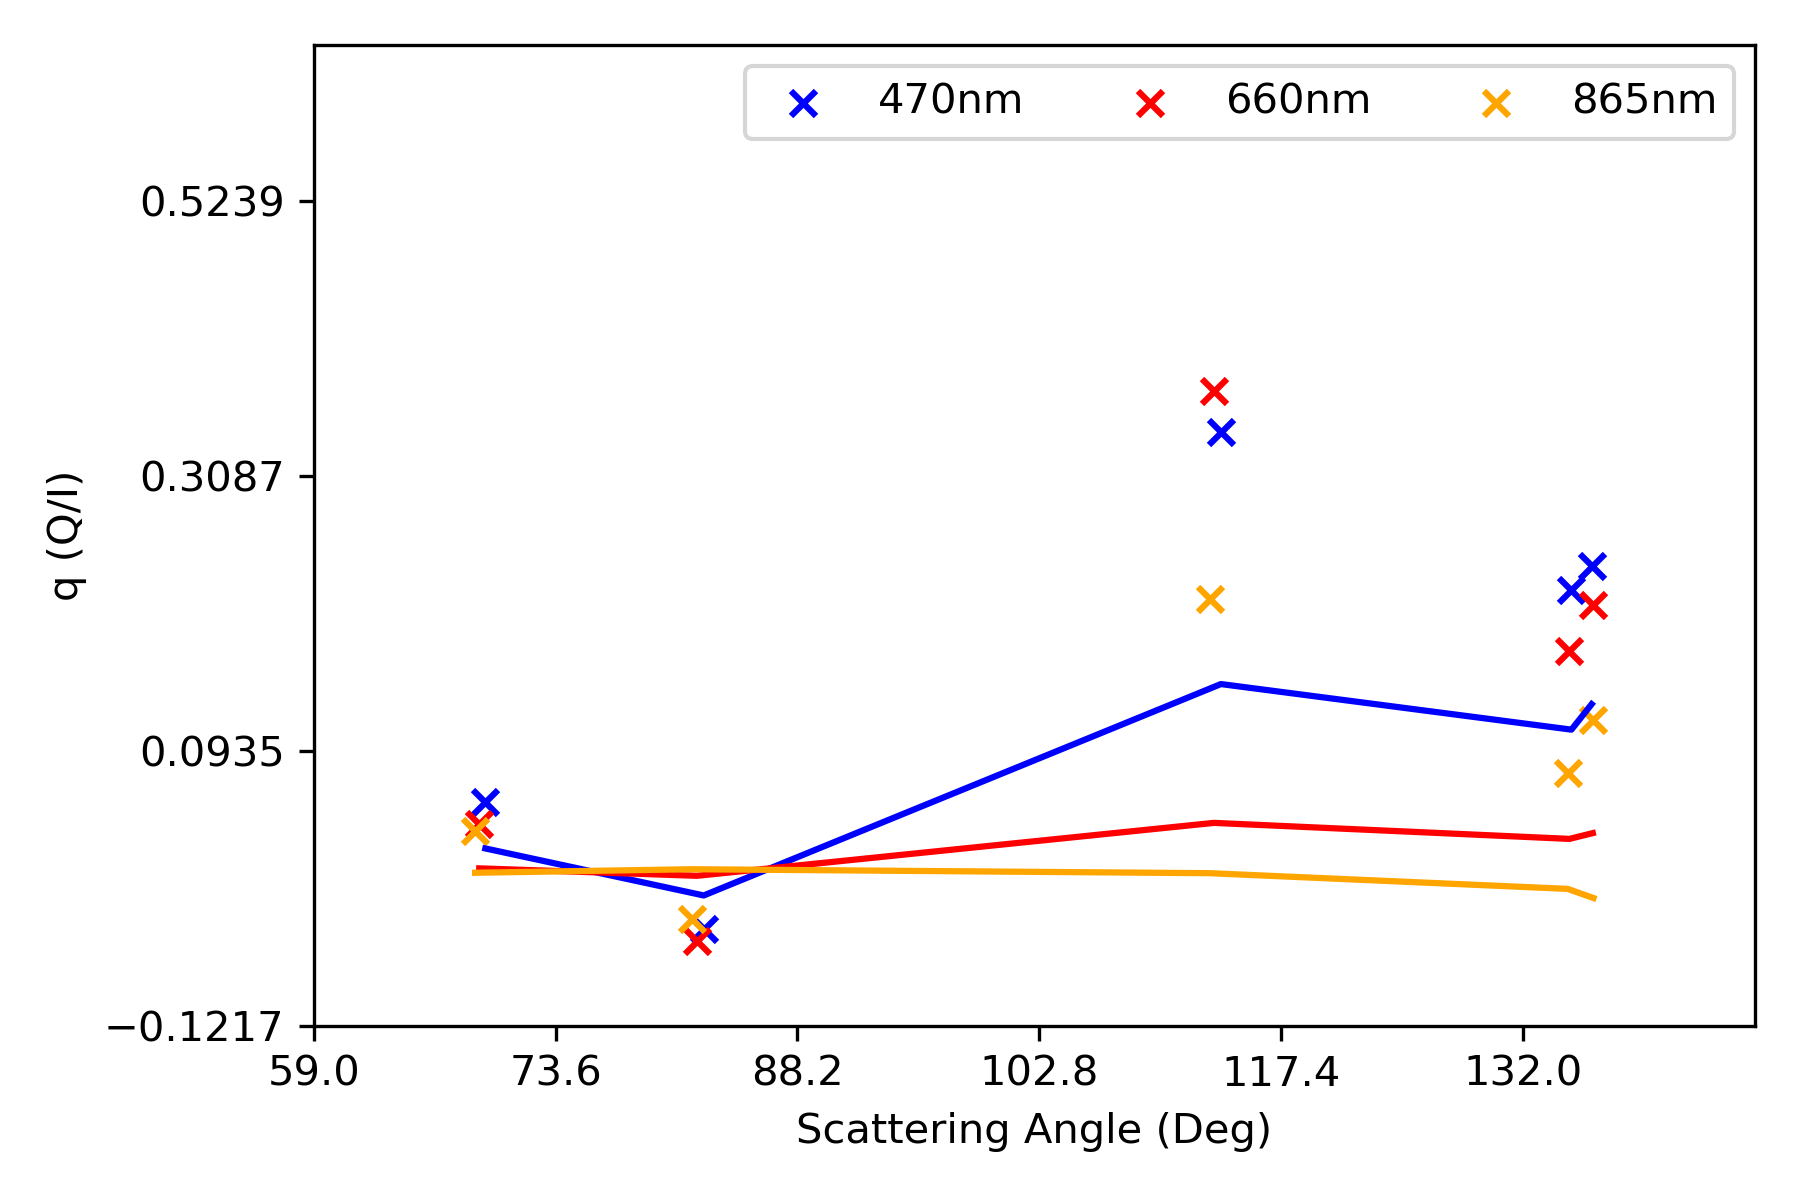 470nm 660nm 865nm
0.5239
0.3087
0.0935
−0.1217
q (Q/I)
59.0 73.6 88.2 102.8 117.4 132.0
Scattering Angle (Deg)